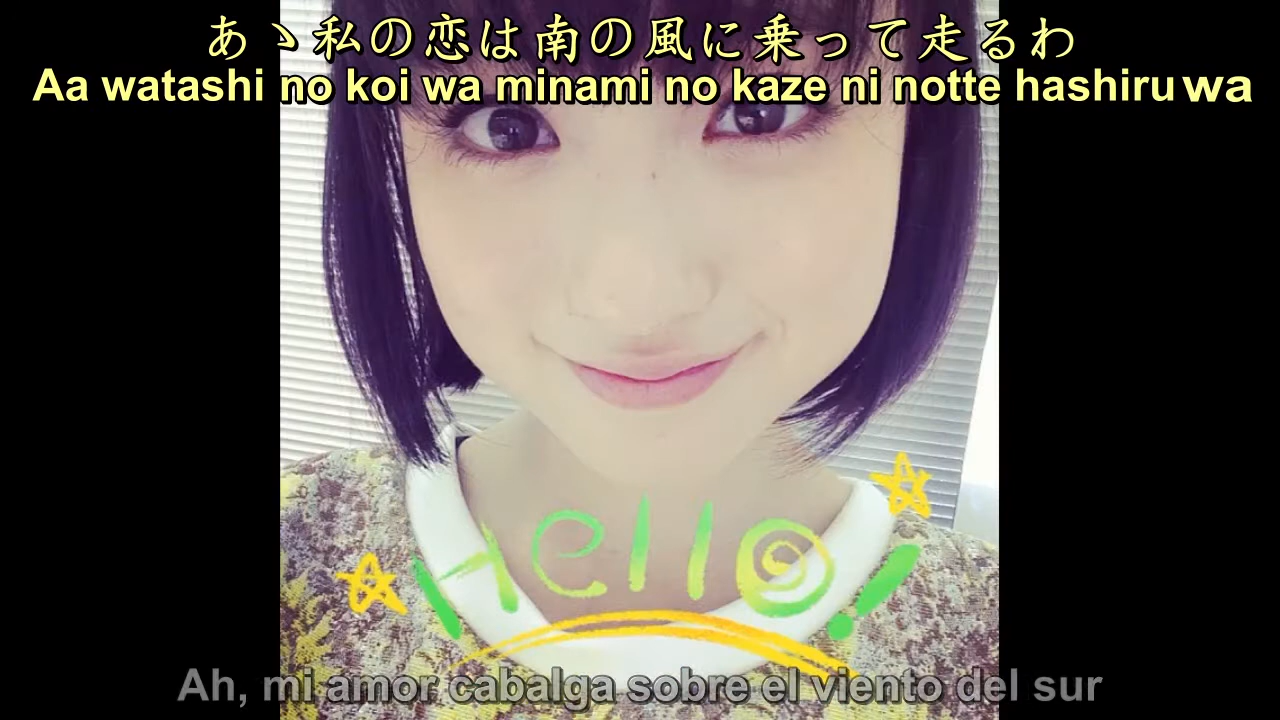 あゝ私の恋は南の風に乗って走るわ
Aa watashi no koi wa minami no kaze ni notte hashiru wa
Hello!
Ah, mi amor cabalga sobre el viento del sur